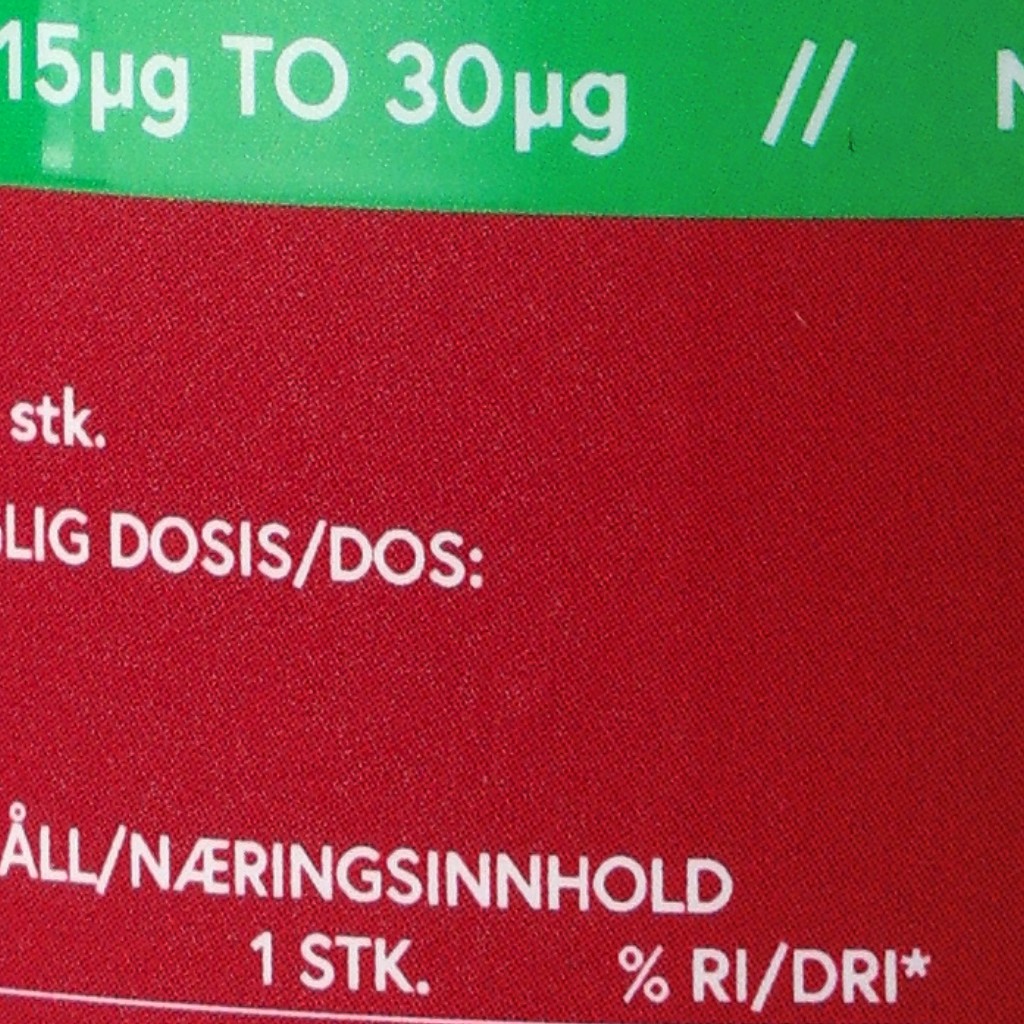 15µg TO 30µg // N
stk.
LIG DOSIS/DOS:
ÅLL/NÆRINGSINNHOLD
1 STK. % RI/DRI*